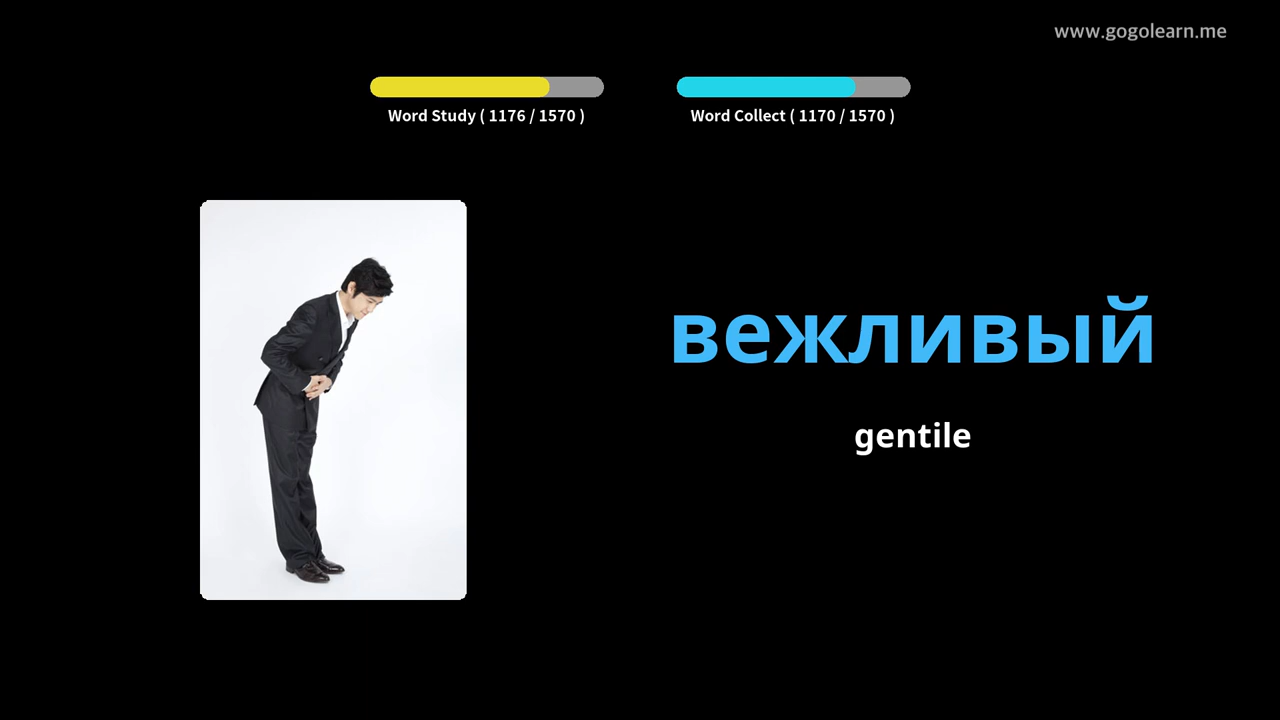 www.gogolearn.me
Word Study ( 1176 / 1570 )
Word Collect ( 1170 / 1570 )
вежливый
gentile